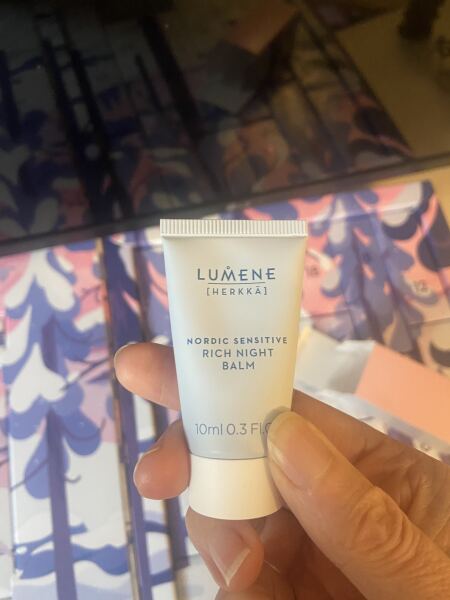 LUMENE
[HERKKÄ]
NORDIC SENSITIVE
RICH NIGHT
BALM
10ml 0.3 Fl.